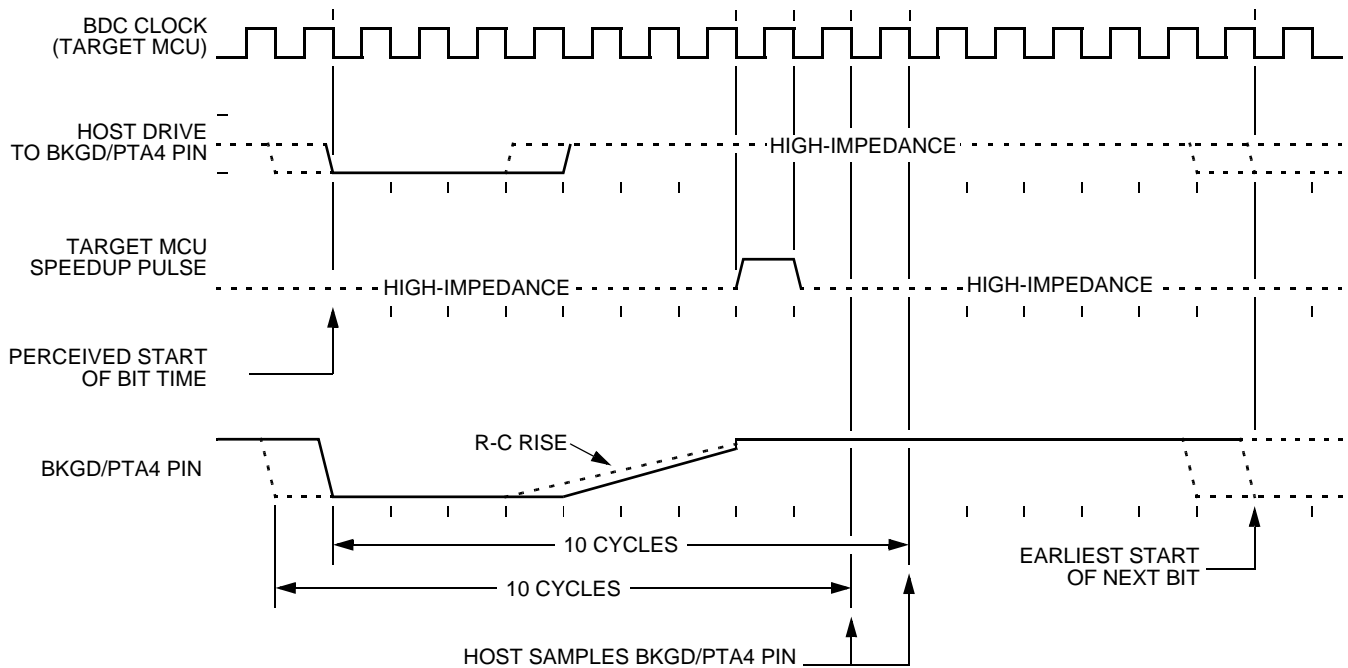 BDC CLOCK
(TARGET MCU)
HOST DRIVE
TO BKGD/PTA4 PIN
HIGH-IMPEDANCE
TARGET MCU
SPEEDUP PULSE
HIGH-IMPEDANCE
HIGH-IMPEDANCE
PERCEIVED START
OF BIT TIME
R-C RISE
BKGD/PTA4 PIN
10 CYCLES
EARLIEST START
OF NEXT BIT
10 CYCLES
HOST SAMPLES BKGD/PTA4 PIN